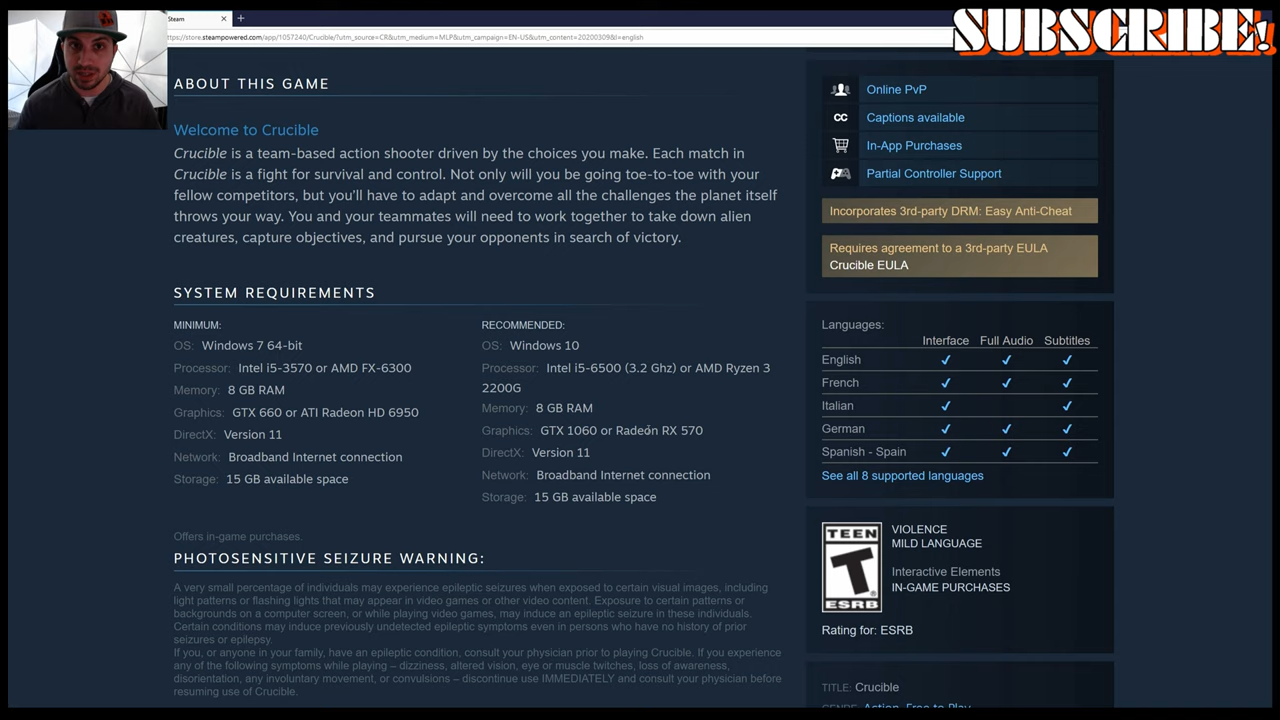 Steam
SUBSCRIBE!
ttps://store.steampowered.com/app/1057240/Crucible/?utm_source=CR&utm_medium=MLP&utm_campaign=EN-US&utm_content=20200309&l=english
ABOUT THIS GAME
Welcome to Crucible
Crucible is a team-based action shooter driven by the choices you make. Each match in
Crucible is a fight for survival and control. Not only will you be going toe-to-toe with your
fellow competitors, but you'll have to adapt and overcome all the challenges the planet itself
throws your way. You and your teammates will need to work together to take down alien
creatures, capture objectives, and pursue your opponents in search of victory.
SYSTEM REQUIREMENTS
MINIMUM:
OS: Windows 7 64-bit
Processor: Intel i5-3570 or AMD FX-6300
Memory: 8 GB RAM
Graphics: GTX 660 or ATI Radeon HD 6950
DirectX: Version 11
Network: Broadband Internet connection
Storage: 15 GB available space
RECOMMENDED:
OS: Windows 10
Processor: Intel i5-6500 (3.2 Ghz) or AMD Ryzen 3
2200G
Memory: 8 GB RAM
Graphics: GTX 1060 or Radeon RX 570
DirectX: Version 11
Network: Broadband Internet connection
Storage: 15 GB available space
Offers in-game purchases.
PHOTOSENSITIVE SEIZURE WARNING:
A very small percentage of individuals may experience epileptic seizures when exposed to certain visual images, including
light patterns or flashing lights that may appear in video games or other video content. Exposure to certain patterns or
backgrounds on a computer screen, or while playing video games, may induce an epileptic seizure in these individuals.
Certain conditions may induce previously undetected epileptic symptoms even in persons who have no history of prior
seizures or epilepsy.
If you, or anyone in your family, have an epileptic condition, consult your physician prior to playing Crucible. If you experience
any of the following symptoms while playing – dizziness, altered vision, eye or muscle twitches, loss of awareness,
disorientation, any involuntary movement, or convulsions – discontinue use IMMEDIATELY and consult your physician before
resuming use of Crucible.
Online PvP
CC Captions available
In-App Purchases
Partial Controller Support
Incorporates 3rd-party DRM: Easy Anti-Cheat
Requires agreement to a 3rd-party EULA
Crucible EULA
Languages:
Interface Full Audio Subtitles
English ✔ ✔ ✔
French ✔ ✔ ✔
Italian ✔ ✔
German ✔ ✔ ✔
Spanish - Spain ✔ ✔ ✔
See all 8 supported languages
TEEN
T
ESRB
VIOLENCE
MILD LANGUAGE
Interactive Elements
IN-GAME PURCHASES
Rating for: ESRB
TITLE: Crucible
GENRE: Action, Free to Play